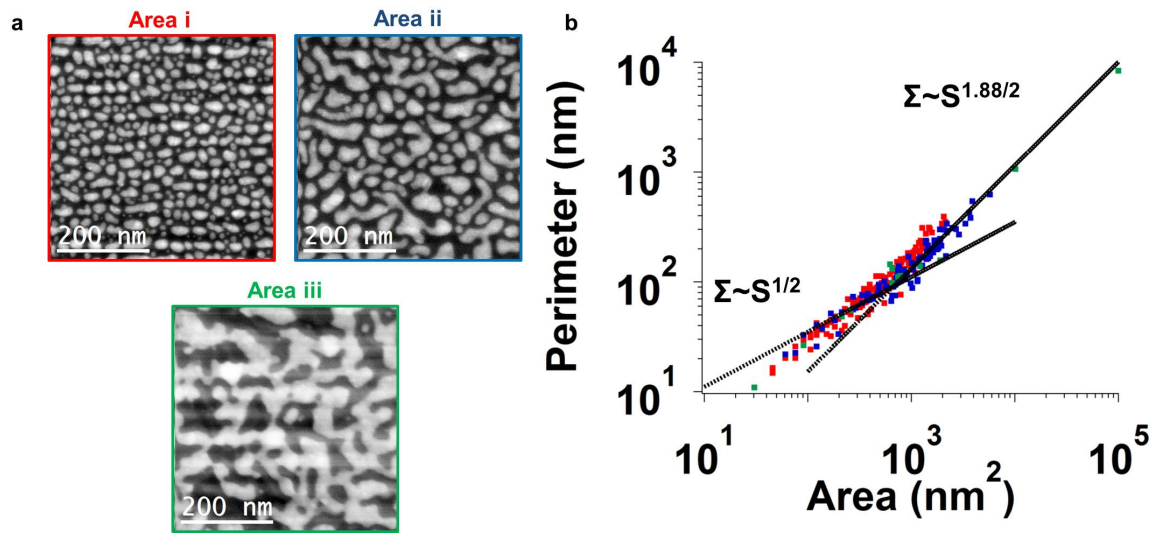 a
Area i
Area ii
200 nm
200 nm
Area iii
200 nm
b
Perimeter (nm)
10⁴
10³
10²
10¹
Σ~S^1.88/2
Σ~S^1/2
10¹
10³
10⁵
Area (nm²)